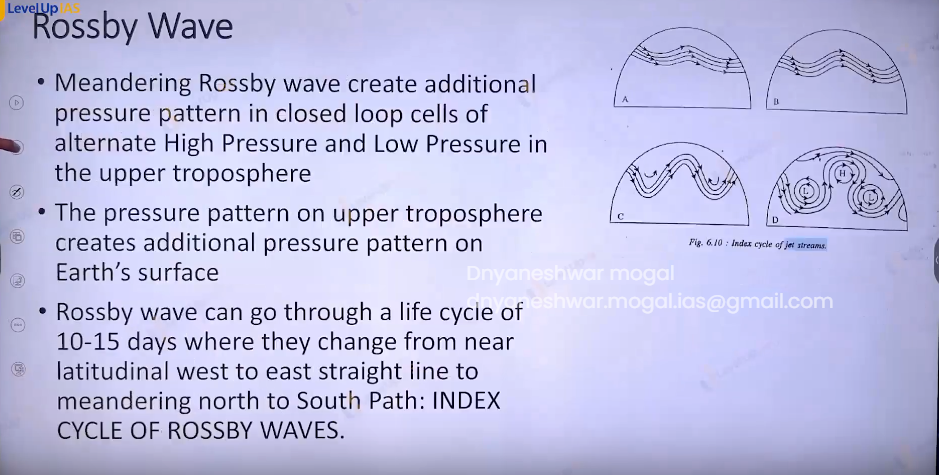 LevelUp IAS
Rossby Wave
• Meandering Rossby wave create additional
pressure pattern in closed loop cells of
alternate High Pressure and Low Pressure in
the upper troposphere
• The pressure pattern on upper troposphere
creates additional pressure pattern on
Earth's surface
• Rossby wave can go through a life cycle of
10-15 days where they change from near
latitudinal west to east straight line to
meandering north to South Path: INDEX
CYCLE OF ROSSBY WAVES.
A
B
C
D
L
H
L
Fig. 6.10 : Index cycle of jet streams.
Dnyaneshwar mogal
dnyaneshwar.mogal.ias@gmail.com